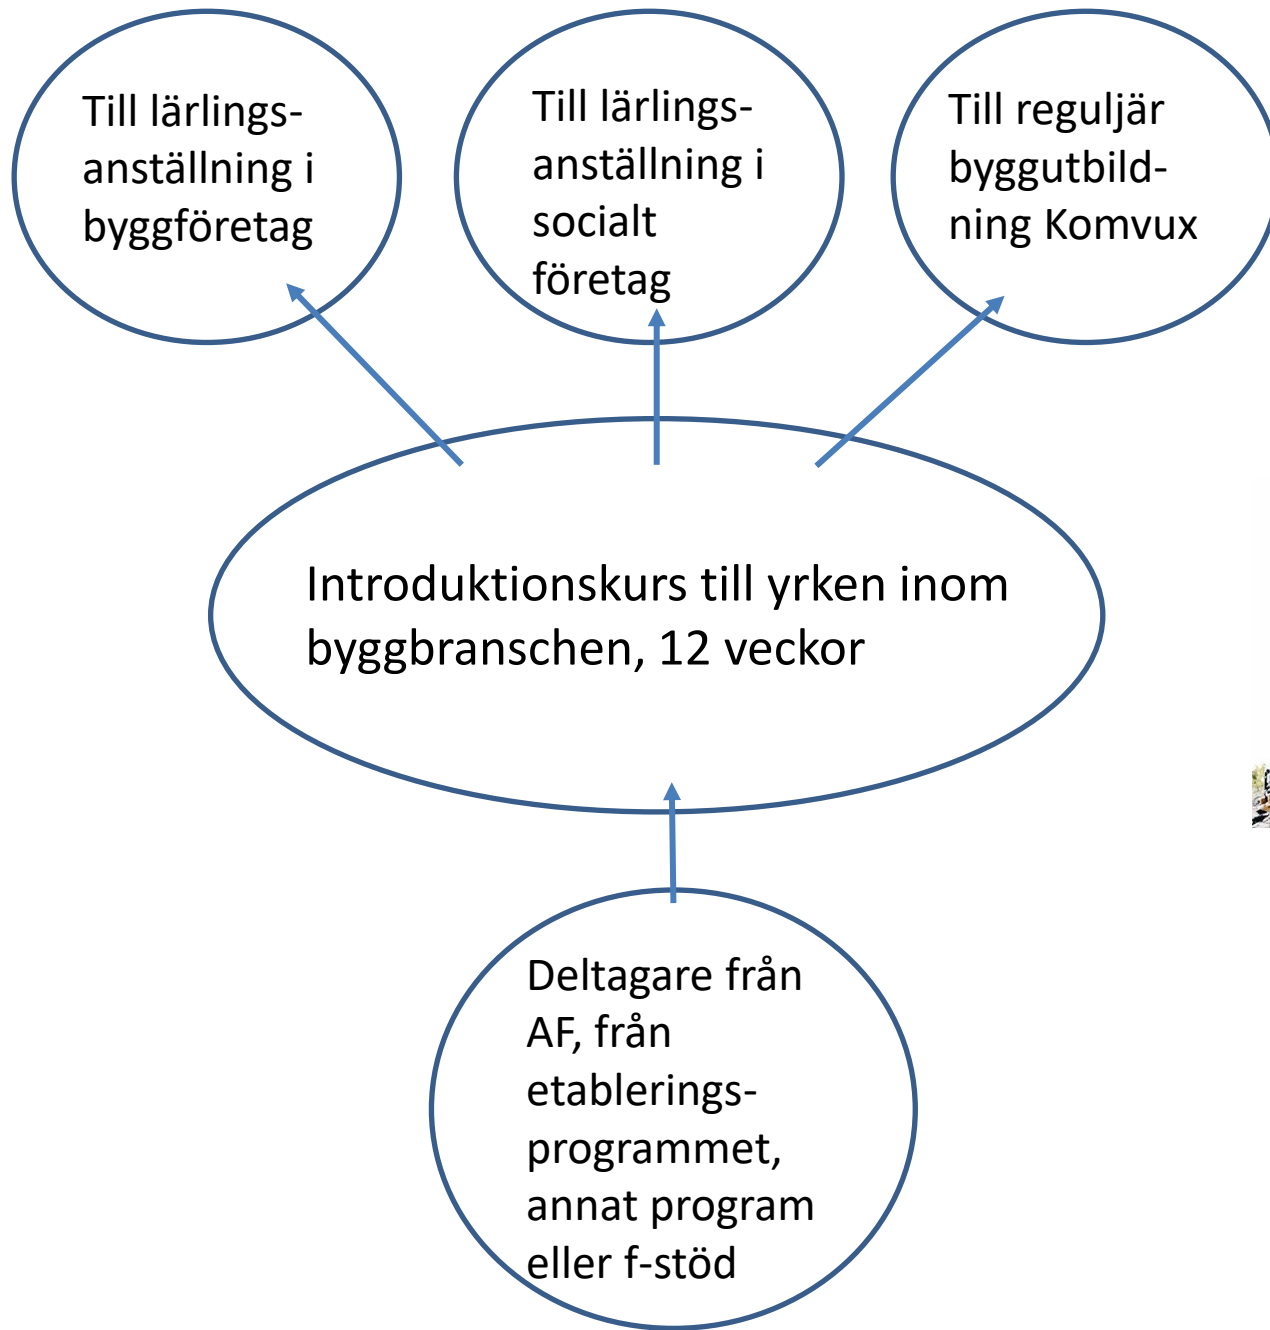 Till lärlings-
anställning i
byggföretag
Till lärlings-
anställning i
socialt
företag
Till reguljär
byggutbild-
ning Komvux
Introduktionskurs till yrken inom
byggbranschen, 12 veckor
Deltagare från
AF, från
etablerings-
programmet,
annat program
eller f-stöd